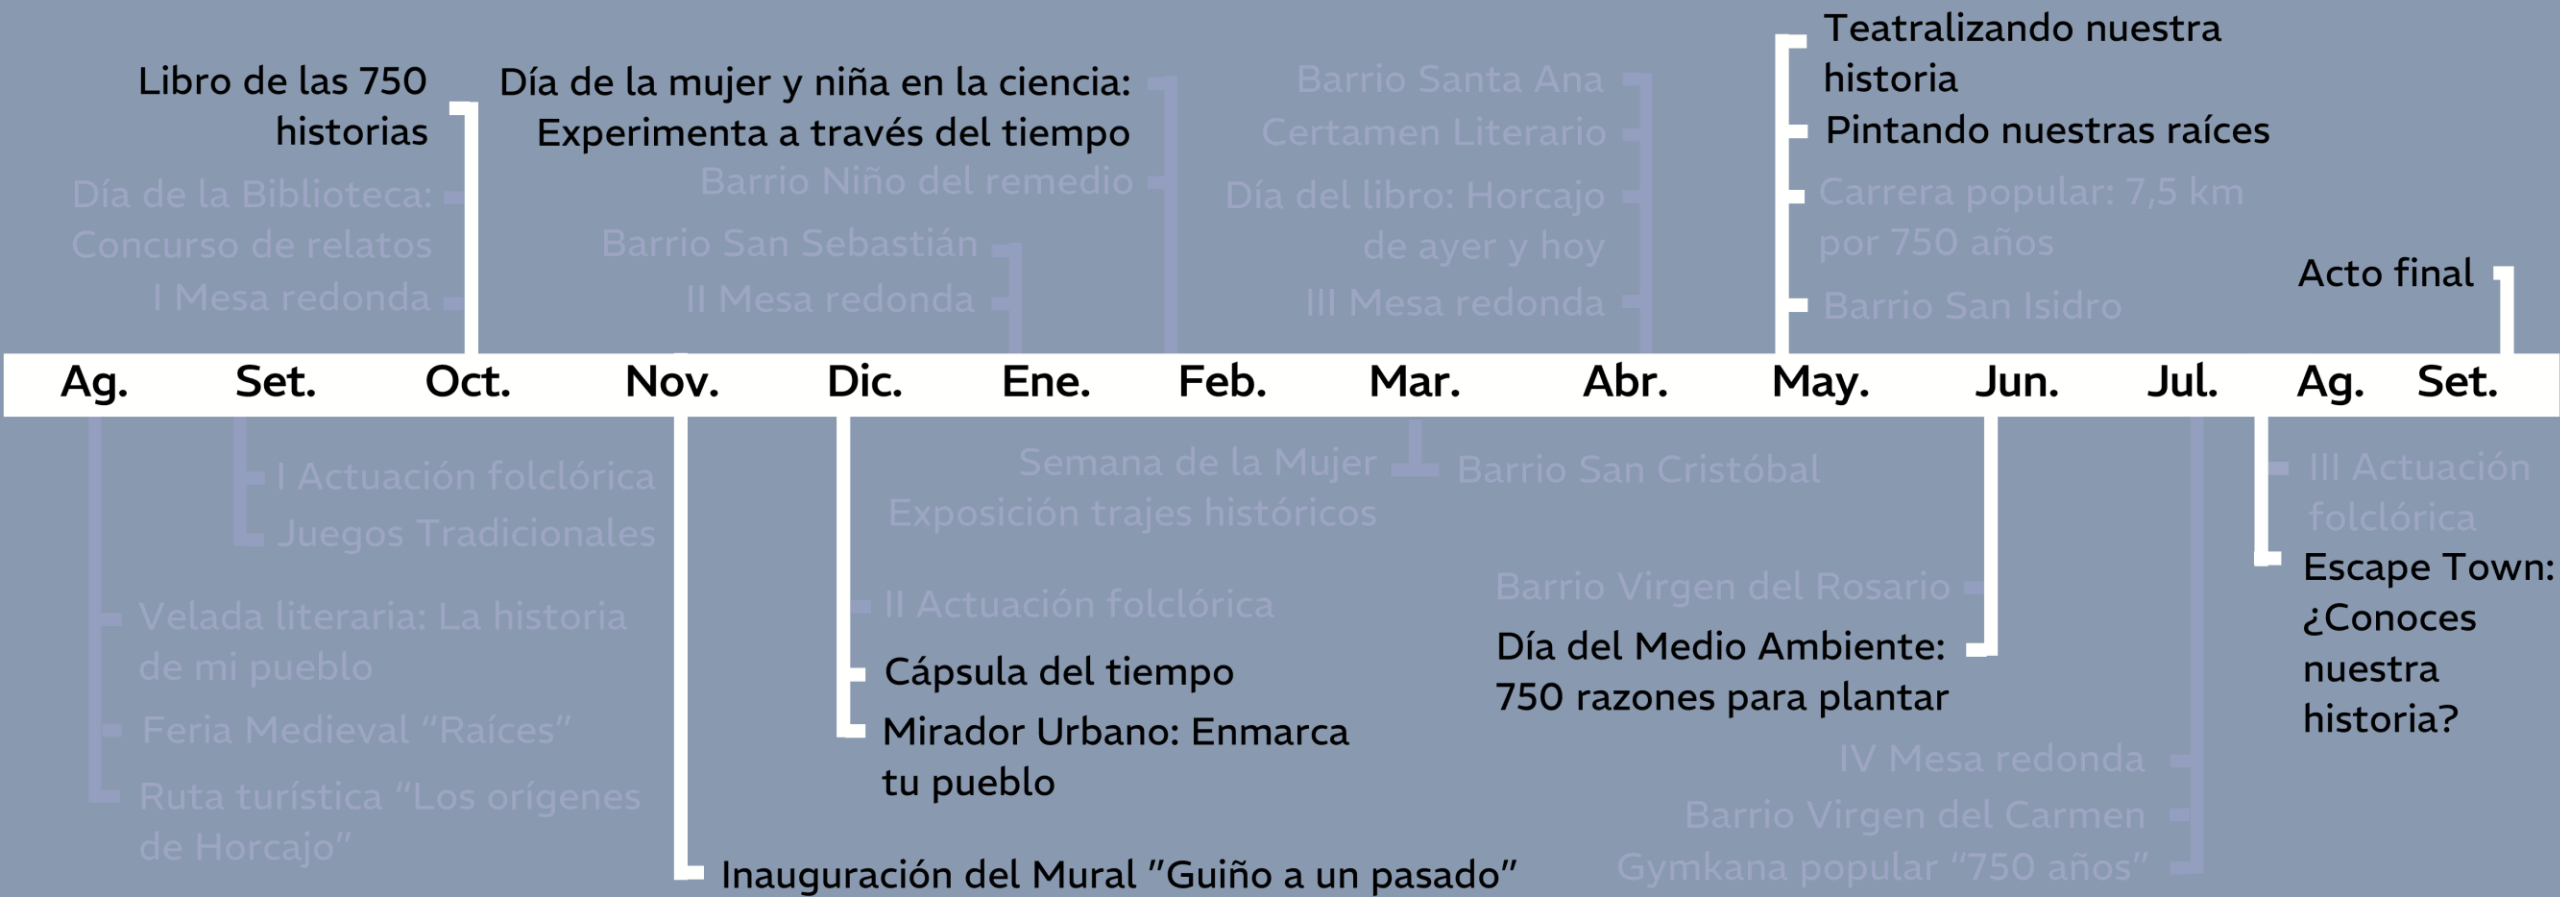 Libro de las 750
historias
Día de la Biblioteca:
Concurso de relatos
I Mesa redonda
Día de la mujer y niña en la ciencia:
Experimenta a través del tiempo
Barrio Niño del remedio
Barrio San Sebastián
II Mesa redonda
Barrio Santa Ana
Certamen Literario
Día del libro: Horcajo
de ayer y hoy
III Mesa redonda
Teatralizando nuestra
historia
Pintando nuestras raíces
Carrera popular: 7,5 km
por 750 años
Barrio San Isidro
Acto final
Ag. Set. Oct. Nov. Dic. Ene. Feb. Mar. Abr. May. Jun. Jul. Ag. Set.
I Actuación folclórica
Juegos Tradicionales
Velada literaria: La historia
de mi pueblo
Feria Medieval “Raíces”
Ruta turística “Los orígenes
de Horcajo”
Semana de la Mujer
Exposición trajes históricos
Barrio San Cristóbal
II Actuación folclórica
Cápsula del tiempo
Mirador Urbano: Enmarca
tu pueblo
Inauguración del Mural ”Guiño a un pasado”
Barrio Virgen del Rosario
Día del Medio Ambiente:
750 razones para plantar
IV Mesa redonda
Barrio Virgen del Carmen
Gymkana popular “750 años”
III Actuación
folclórica
Escape Town:
¿Conoces
nuestra
historia?